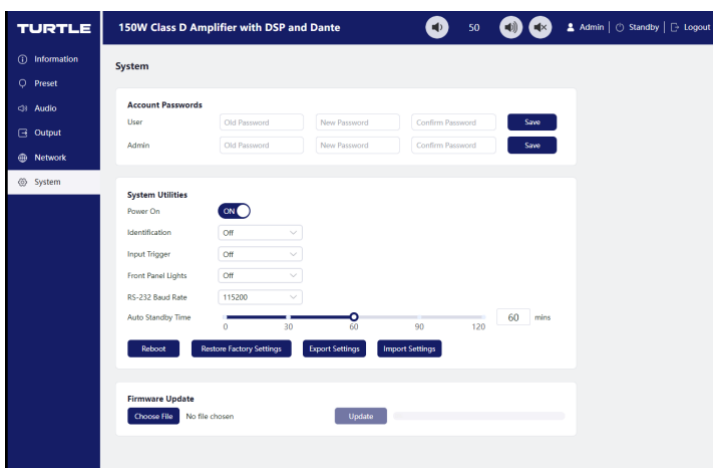 TURTLE
150W Class D Amplifier with DSP and Dante
50
Admin
Standby
Logout
Information
Preset
Audio
Output
Network
System
System
Account Passwords
User Old Password New Password Confirm Password Save
Admin Old Password New Password Confirm Password Save
System Utilities
Power On ON
Identification Off
Input Trigger Off
Front Panel Lights Off
RS-232 Baud Rate 115200
Auto Standby Time 60 mins
0 30 60 90 120
Reboot Restore Factory Settings Export Settings Import Settings
Firmware Update
Choose File No file chosen Update